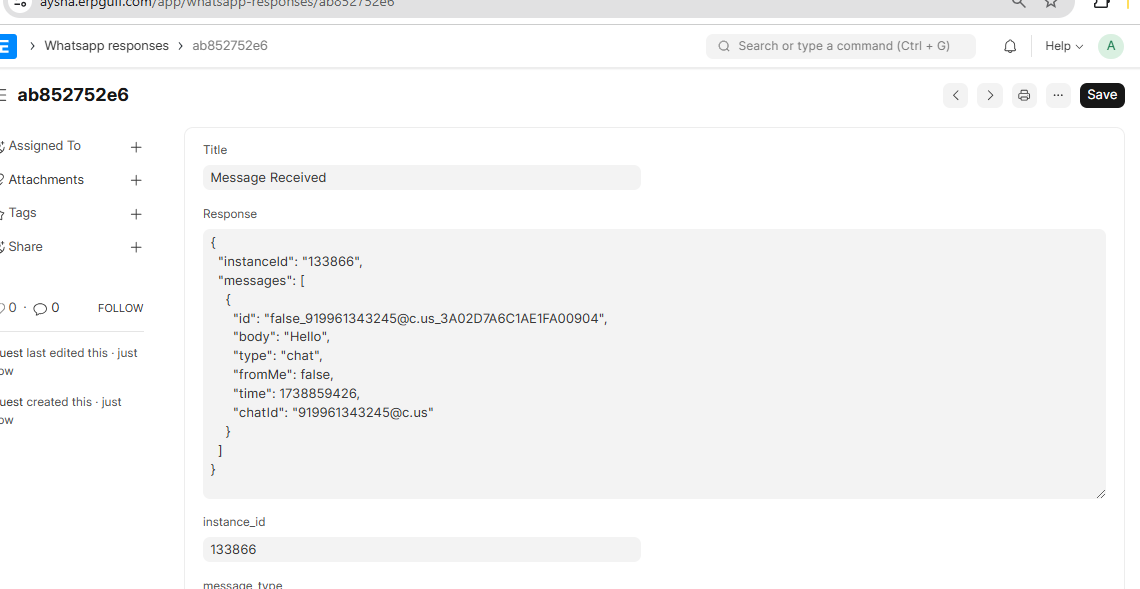 aysha.erpgulf.com/app/whatsapp-responses/ab852752e6
E > Whatsapp responses > ab852752e6
Search or type a command (Ctrl + G)
Help
A
ab852752e6
Save
Assigned To
Attachments
Tags
Share
0 · 0 FOLLOW
uest last edited this · just
ow
uest created this · just
ow
Title
Message Received
Response
{
"instanceId": "133866",
"messages": [
{
"id": "false_919961343245@c.us_3A02D7A6C1AE1FA00904",
"body": "Hello",
"type": "chat",
"fromMe": false,
"time": 1738859426,
"chatId": "919961343245@c.us"
}
]
}
instance_id
133866
message_type